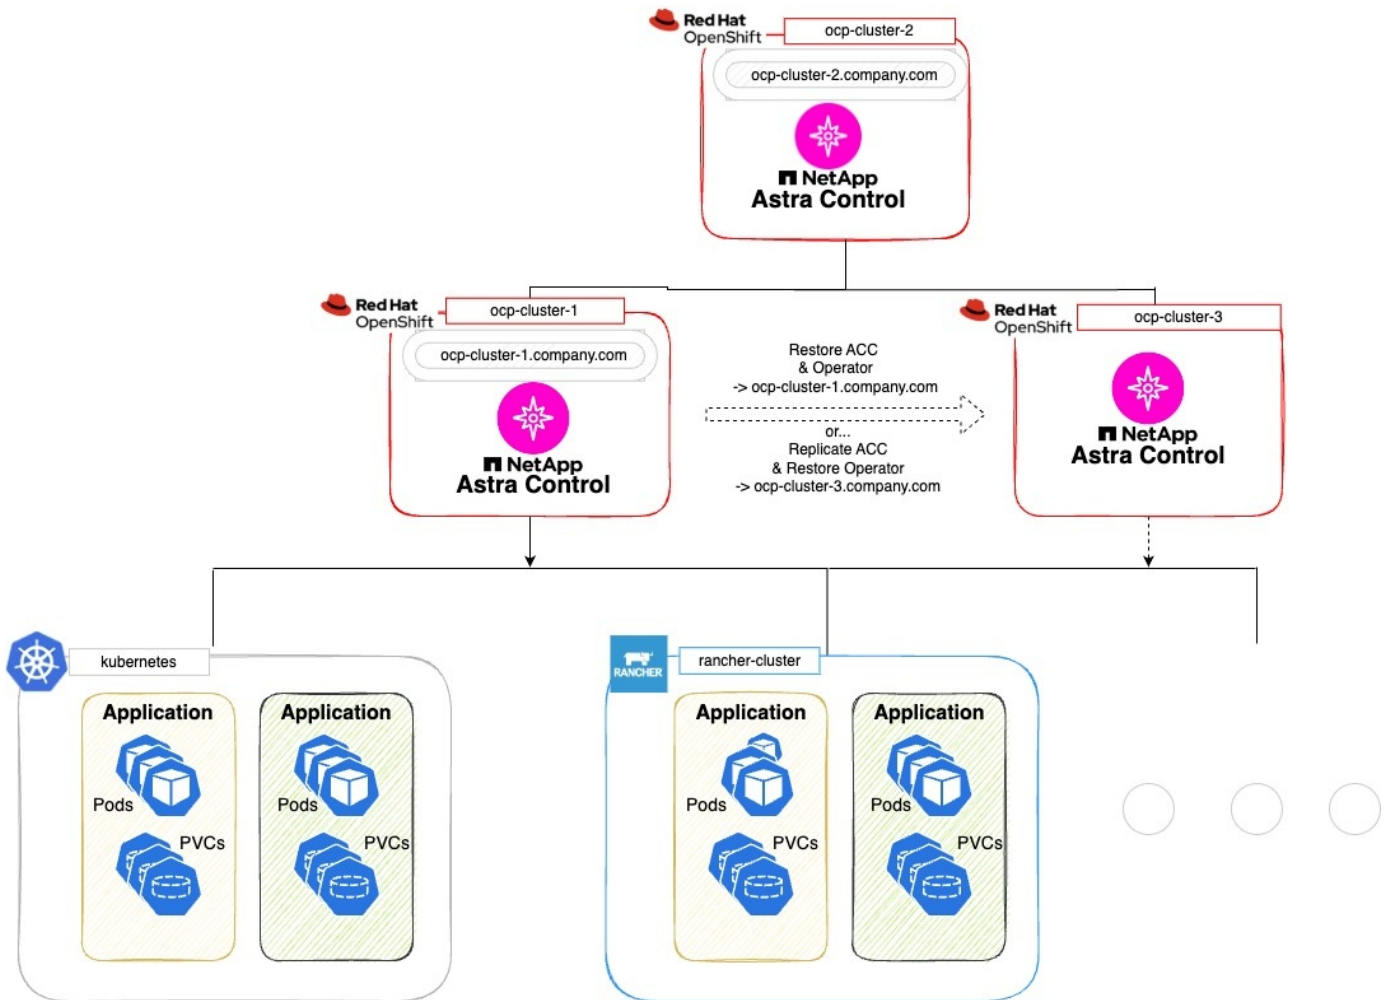 Red Hat
OpenShift
ocp-cluster-2
ocp-cluster-2.company.com
NetApp
Astra Control
Red Hat
OpenShift
ocp-cluster-1
ocp-cluster-1.company.com
NetApp
Astra Control
Restore ACC
& Operator
-> ocp-cluster-1.company.com
or...
Replicate ACC
& Restore Operator
-> ocp-cluster-3.company.com
Red Hat
OpenShift
ocp-cluster-3
NetApp
Astra Control
kubernetes
Application
Pods
PVCs
Application
Pods
PVCs
RANCHER
rancher-cluster
Application
Pods
PVCs
Application
Pods
PVCs